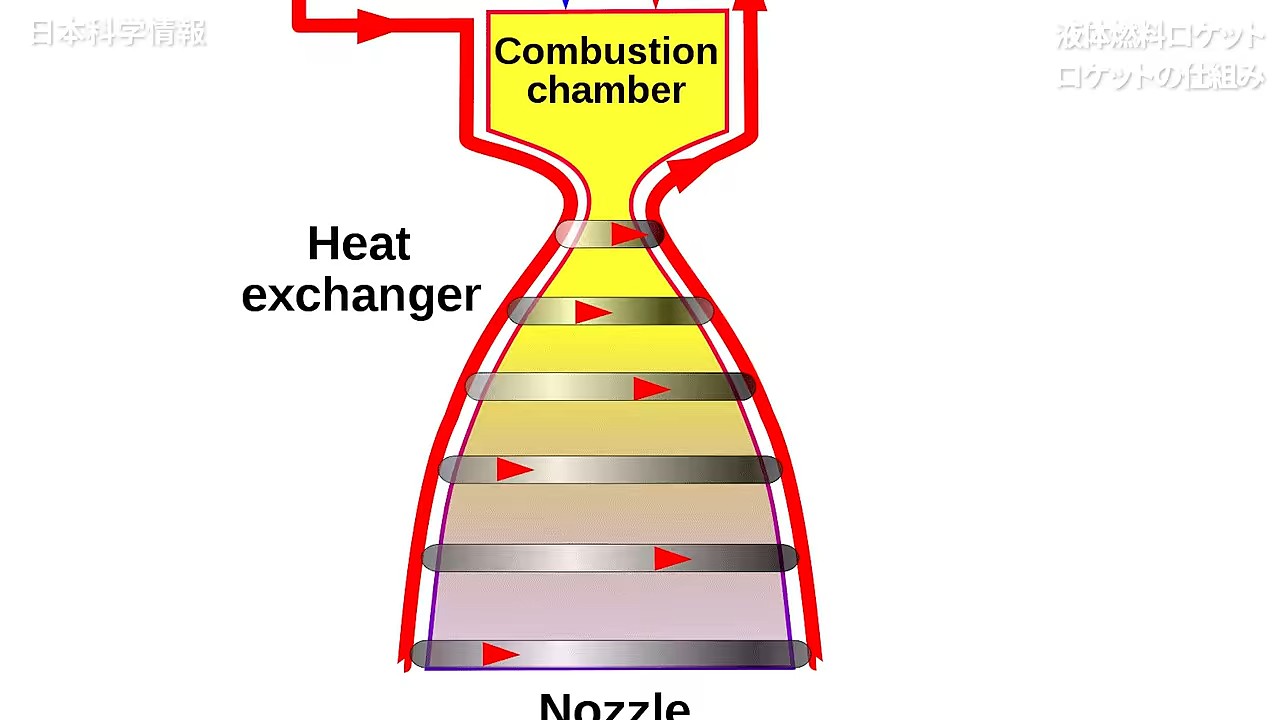 日本科学情報
液体燃料ロケット
ロケットの仕組み
Combustion
chamber
Heat
exchanger
Nozzle